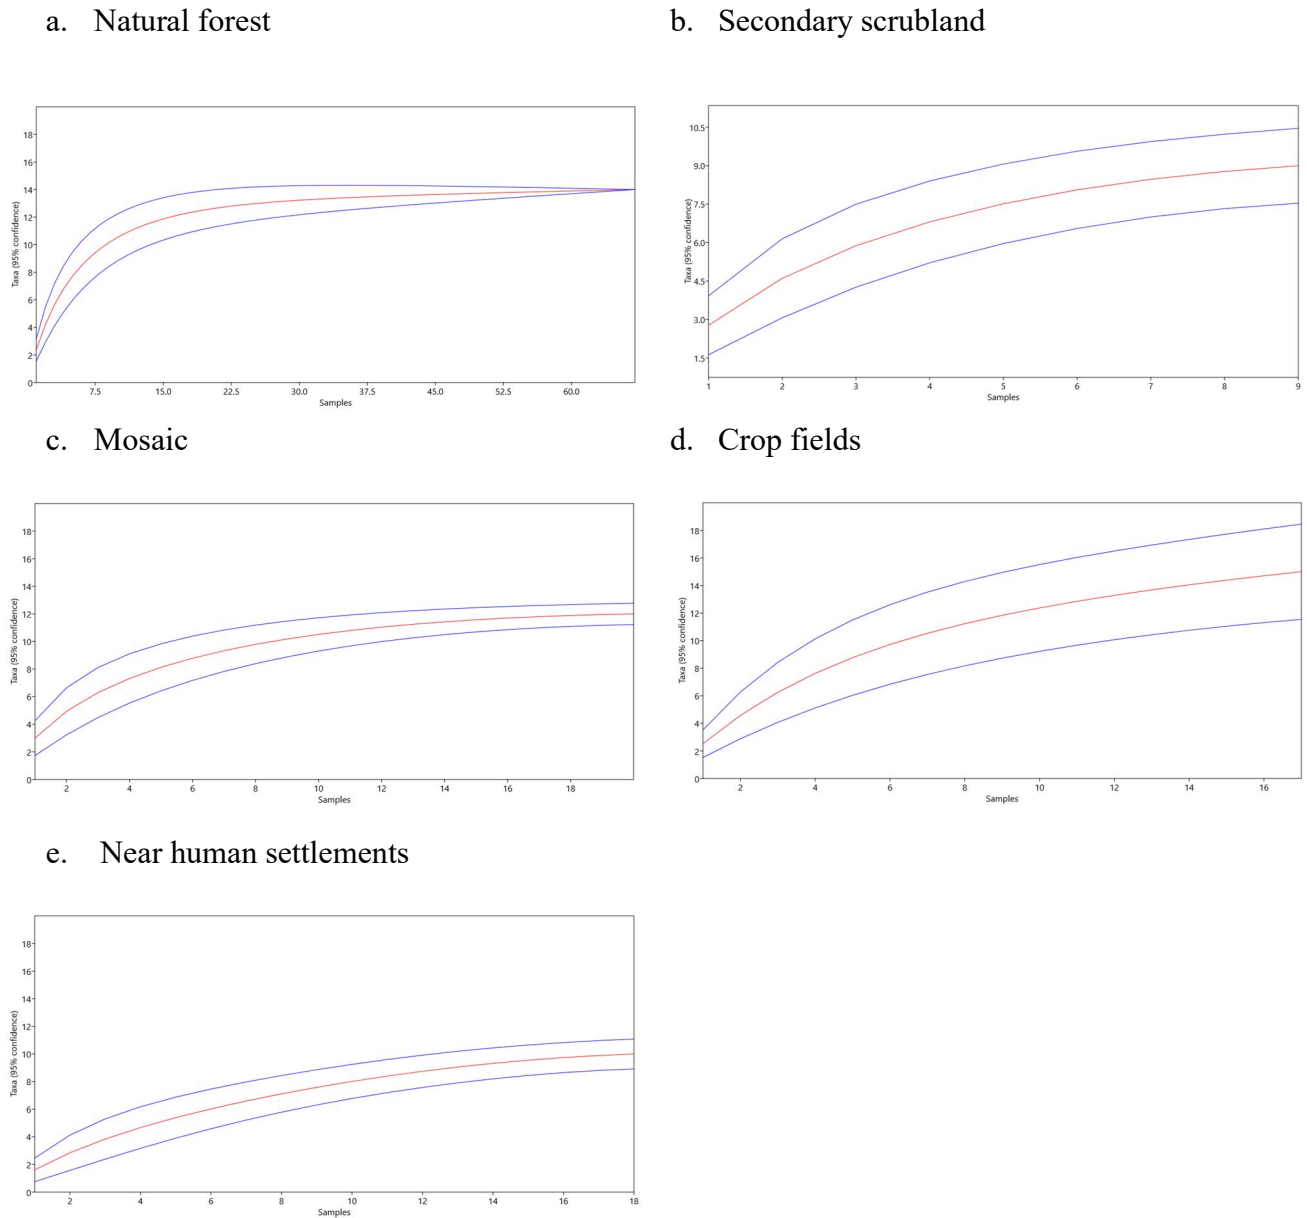 a. Natural forest
18
16
14
12
10
8
6
4
2
0
Taxa (95% confidence)
7.5 15.0 22.5 30.0 37.5 45.0 52.5 60.0
Samples
b. Secondary scrubland
10.5
9.0
7.5
6.0
4.5
3.0
1.5
Taxa (95% confidence)
1 2 3 4 5 6 7 8 9
Samples
c. Mosaic
18
16
14
12
10
8
6
4
2
0
Taxa (95% confidence)
2 4 6 8 10 12 14 16 18
Samples
d. Crop fields
18
16
14
12
10
8
6
4
2
0
Taxa (95% confidence)
2 4 6 8 10 12 14 16
Samples
e. Near human settlements
18
16
14
12
10
8
6
4
2
0
Taxa (95% confidence)
2 4 6 8 10 12 14 16 18
Samples